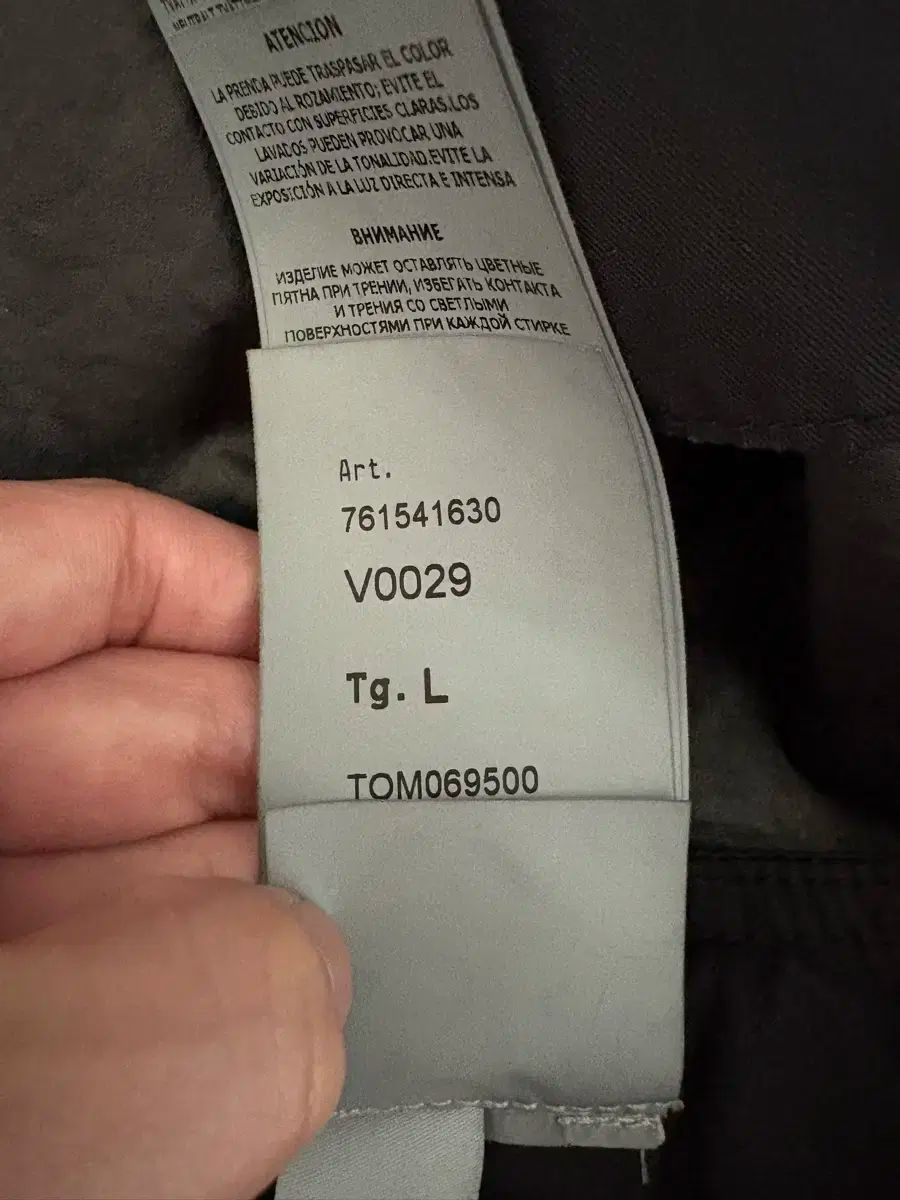 ATENCION
LA PRENDA PUEDE TRASPASAR EL COLOR
DEBIDO AL ROZAMIENTO; EVITE EL
CONTACTO CON SUPERFICIES CLARAS.LOS
LAVADOS PUEDEN PROVOCAR UNA
VARIACIÓN DE LA TONALIDAD.EVITE LA
EXPOSICIÓN A LA LUZ DIRECTA E INTENSA
ВНИМАНИЕ
ИЗДЕЛИЕ МОЖЕТ ОСТАВЛЯТЬ ЦВЕТНЫЕ
ПЯТНА ПРИ ТРЕНИИ, ИЗБЕГАТЬ КОНТАКТА
И ТРЕНИЯ СО СВЕТЛЫМИ
ПОВЕРХНОСТЯМИ ПРИ КАЖДОЙ СТИРКЕ
Art.
761541630
V0029
Tg. L
TOM069500